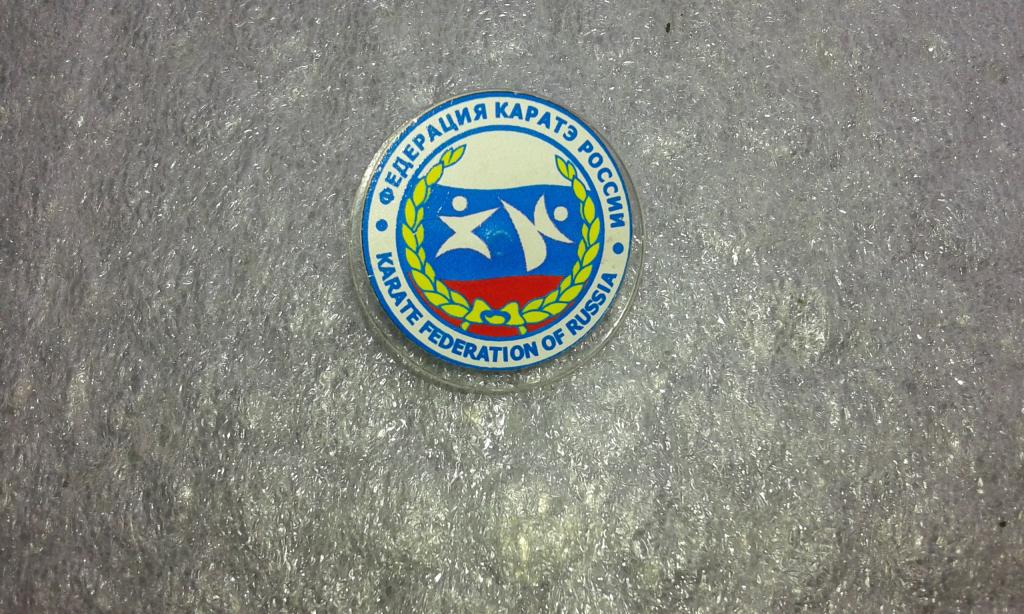 ФЕДЕРАЦИЯ КАРАТЭ РОССИИ
KARATE FEDERATION OF RUSSIA